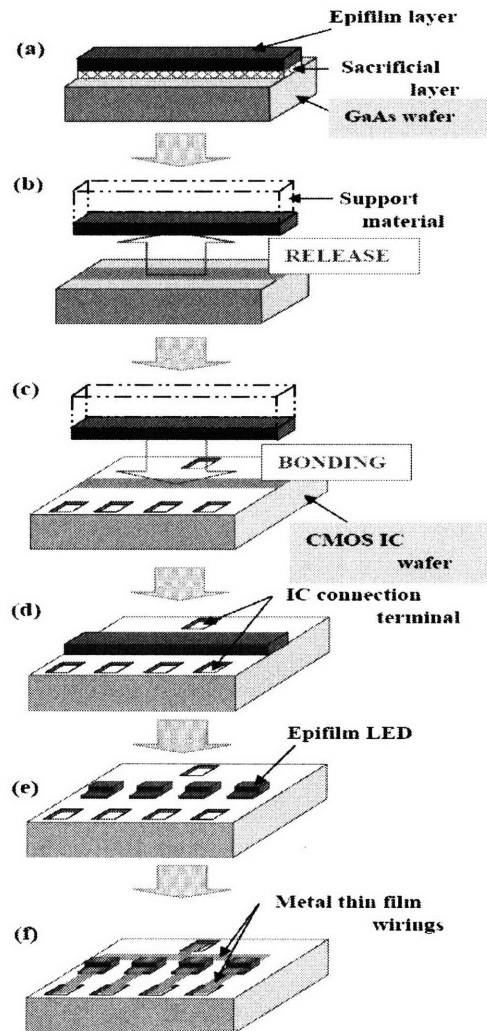 Epifilm layer
(a)
Sacrificial
layer
GaAs wafer
(b)
Support
material
RELEASE
(c)
BONDING
CMOS IC
wafer
(d)
IC connection
terminal
Epifilm LED
(e)
Metal thin film
wirings
(f)